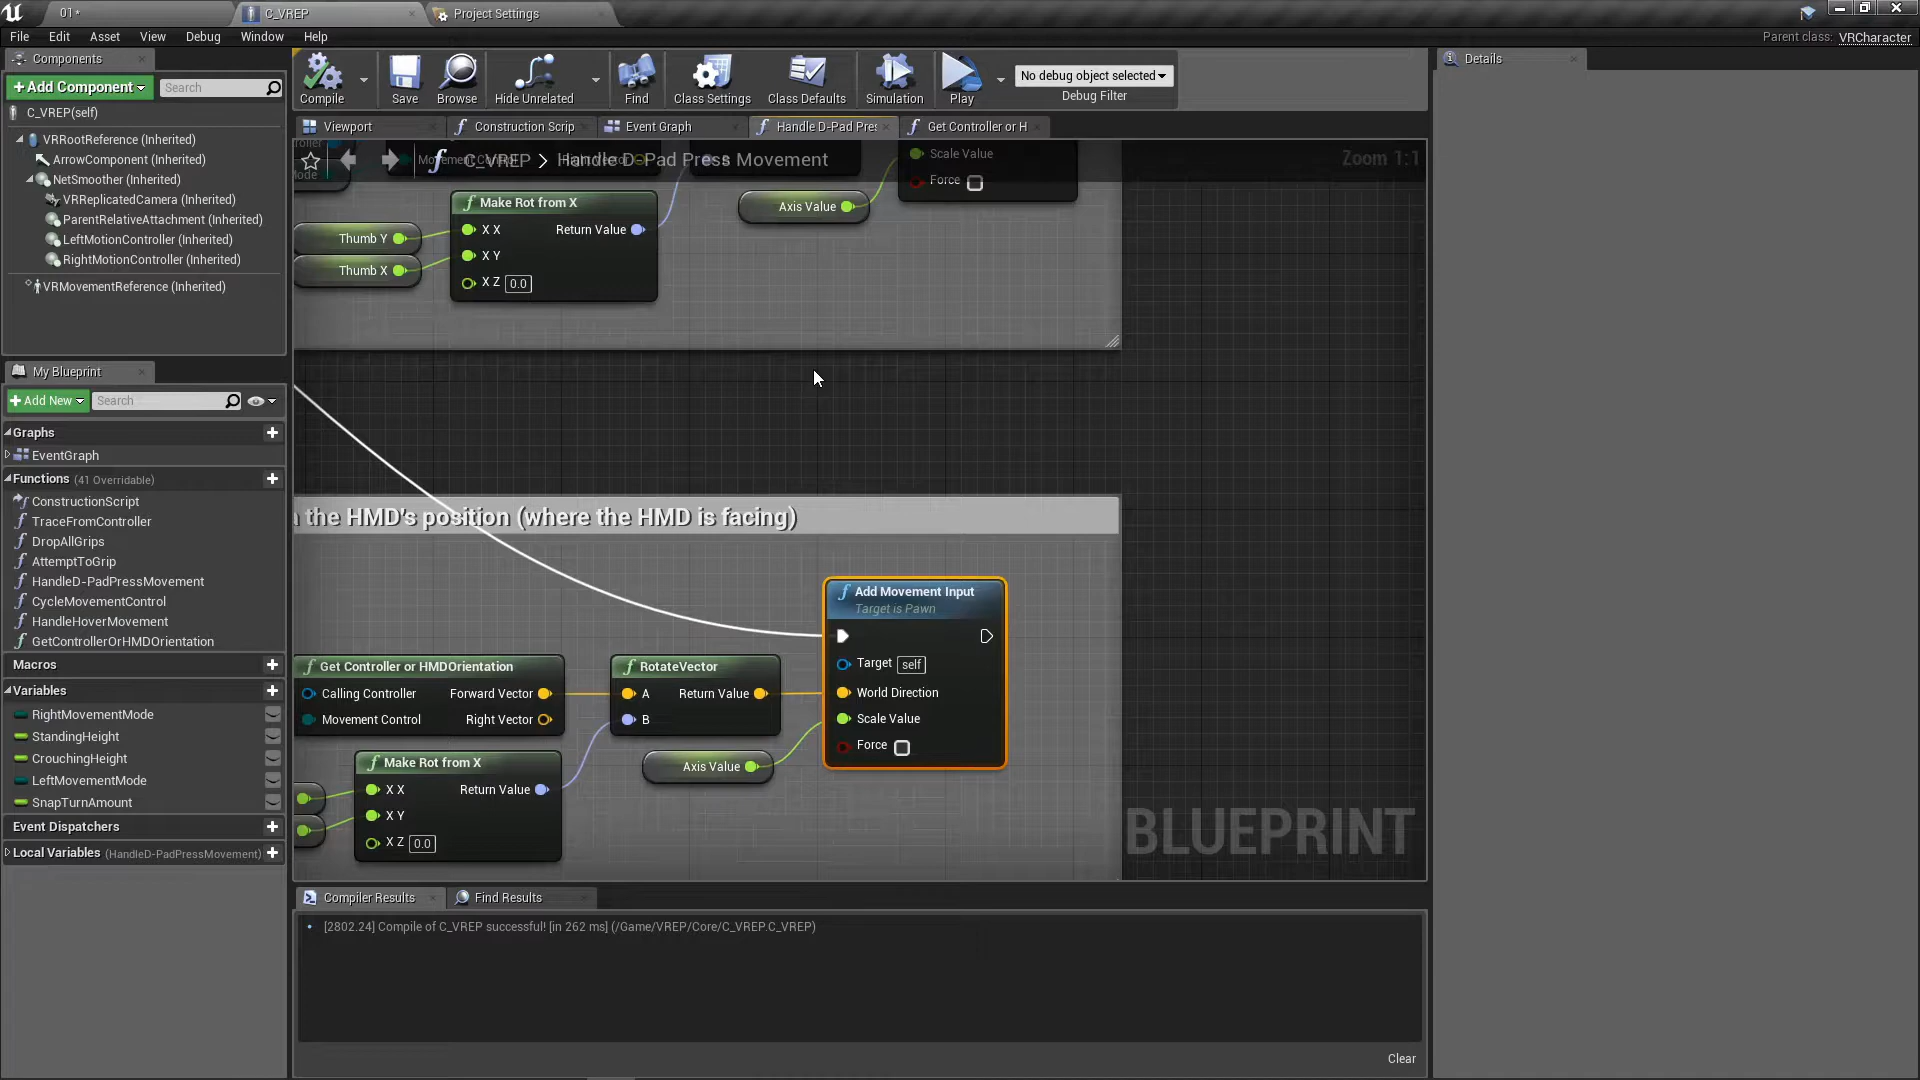 01*
C_VREP
Project Settings
File Edit Asset View Debug Window Help
Parent class: VRCharacter
Components
+Add Component
Search
C_VREP(self)
VRRootReference (Inherited)
ArrowComponent (Inherited)
NetSmoother (Inherited)
VRReplicatedCamera (Inherited)
ParentRelativeAttachment (Inherited)
LeftMotionController (Inherited)
RightMotionController (Inherited)
VRMovementReference (Inherited)
My Blueprint
+Add New
Search
Graphs
EventGraph
Functions (41 Overridable)
ConstructionScript
TraceFromController
DropAllGrips
AttemptToGrip
HandleD-PadPressMovement
CycleMovementControl
HandleHoverMovement
GetControllerOrHMDOrientation
Macros
Variables
RightMovementMode
StandingHeight
CrouchingHeight
LeftMovementMode
SnapTurnAmount
Event Dispatchers
Local Variables (HandleD-PadPressMovement)
Compile
Save
Browse
Hide Unrelated
Find
Class Settings
Class Defaults
Simulation
Play
No debug object selected
Debug Filter
Viewport
Construction Scrip
Event Graph
Handle D-Pad Pres
Get Controller or H
C_VREP > Handle D-Pad Press Movement
Zoom 1:1
Scale Value
Force
Make Rot from X
X X
Return Value
X Y
X Z 0.0
Thumb Y
Thumb X
Axis Value
the HMD's position (where the HMD is facing)
Add Movement Input
Target is Pawn
Target self
World Direction
Scale Value
Force
Get Controller or HMDOrientation
Calling Controller
Forward Vector
Movement Control
Right Vector
RotateVector
A
Return Value
B
Axis Value
Make Rot from X
X X
Return Value
X Y
X Z 0.0
BLUEPRINT
Compiler Results
Find Results
[2802.24] Compile of C_VREP successful! [in 262 ms] (/Game/VREP/Core/C_VREP.C_VREP)
Clear
Details